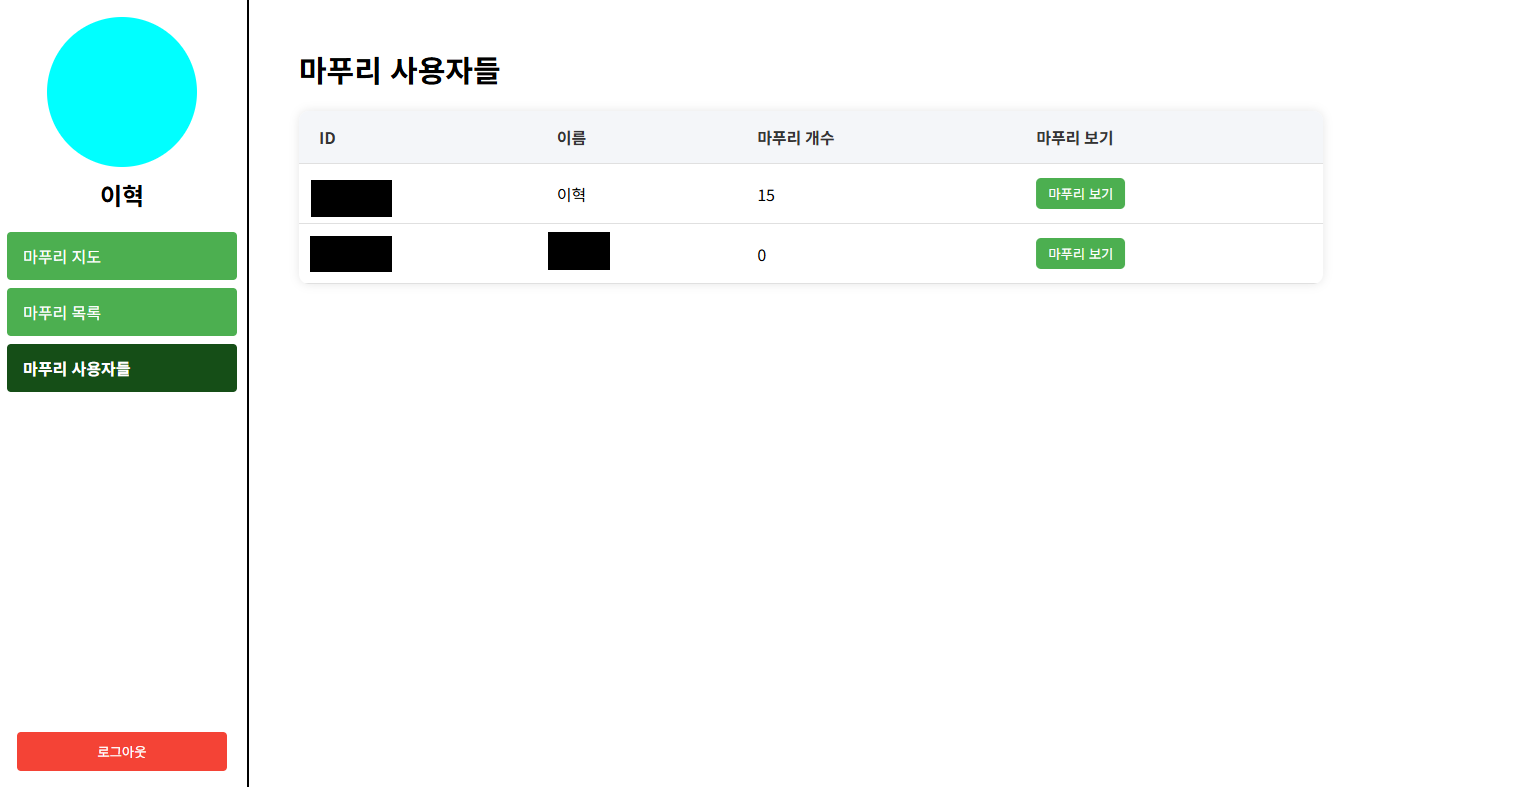 이혁
마푸리 지도
마푸리 목록
마푸리 사용자들
로그아웃
마푸리 사용자들
ID 이름 마푸리 개수 마푸리 보기
이혁 15 마푸리 보기
0 마푸리 보기